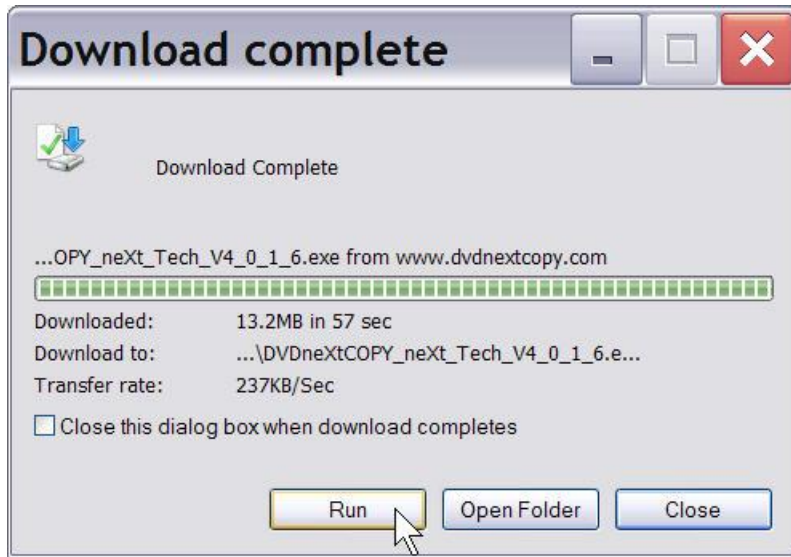 Download complete
Download Complete
...OPY_neXt_Tech_V4_0_1_6.exe from www.dvdnextcopy.com
Downloaded: 13.2MB in 57 sec
Download to: ...\DVDneXtCOPY_neXt_Tech_V4_0_1_6.e...
Transfer rate: 237KB/Sec
Close this dialog box when download completes
Run Open Folder Close